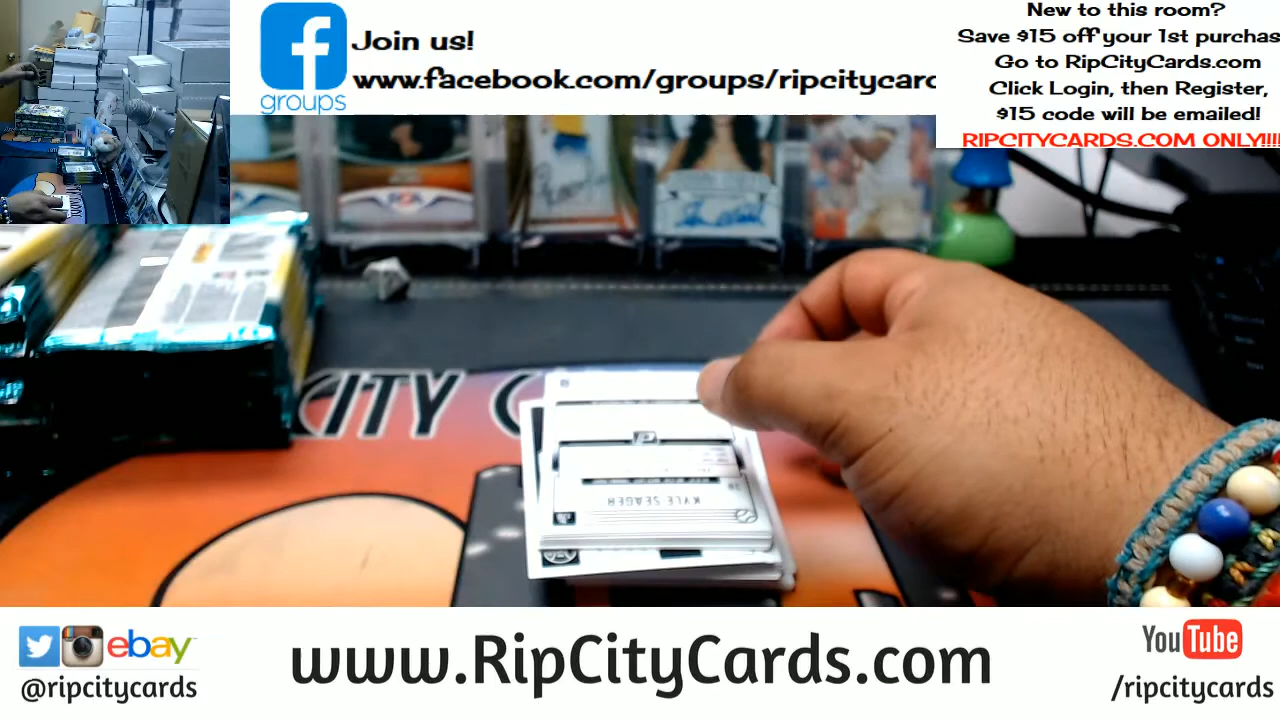 groups
Join us!
www.facebook.com/groups/ripcitycarc
New to this room?
Save $15 off your 1st purchas
Go to RipCityCards.com
Click Login, then Register,
$15 code will be emailed!
RIPCITYCARDS.COM ONLY!!!!
CITY C
KYLE SEAGER
ebay
@ripcitycards
www.RipCityCards.com
YouTube
/ripcitycards